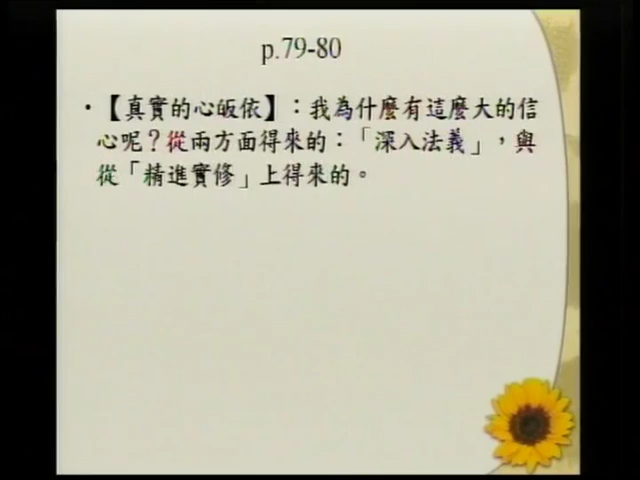 p.79-80
•【真實的心皈依】：我為什麼有這麼大的信
心呢？從兩方面得來的：「深入法義」，與
從「精進實修」上得來的。